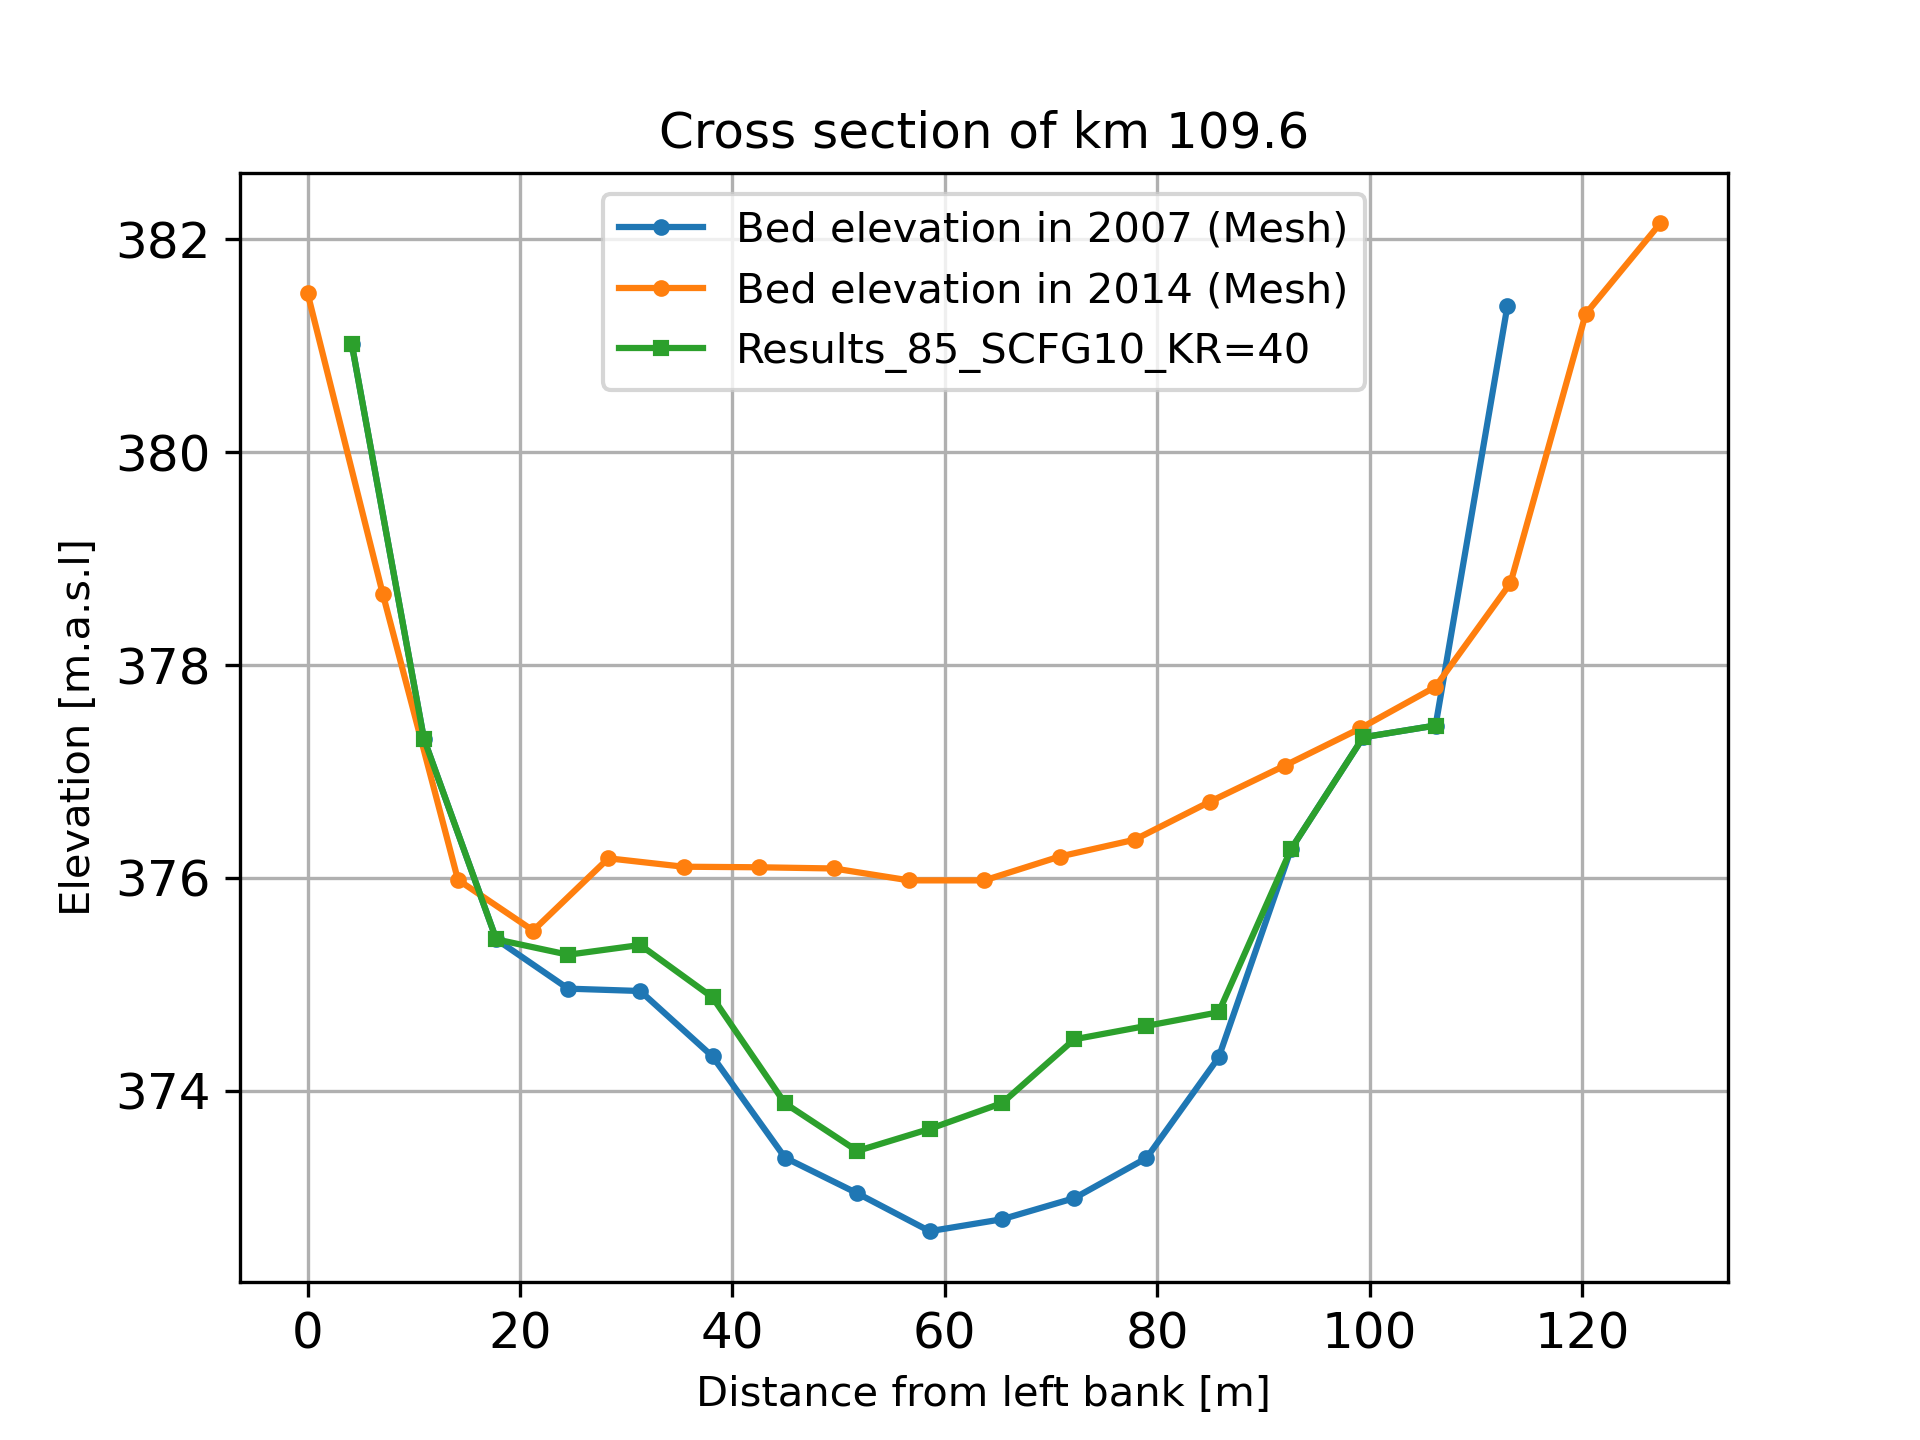 Cross section of km 109.6
Bed elevation in 2007 (Mesh)
Bed elevation in 2014 (Mesh)
Results_85_SCFG10_KR=40
382
380
378
376
374
Elevation [m.a.s.l]
0 20 40 60 80 100 120
Distance from left bank [m]